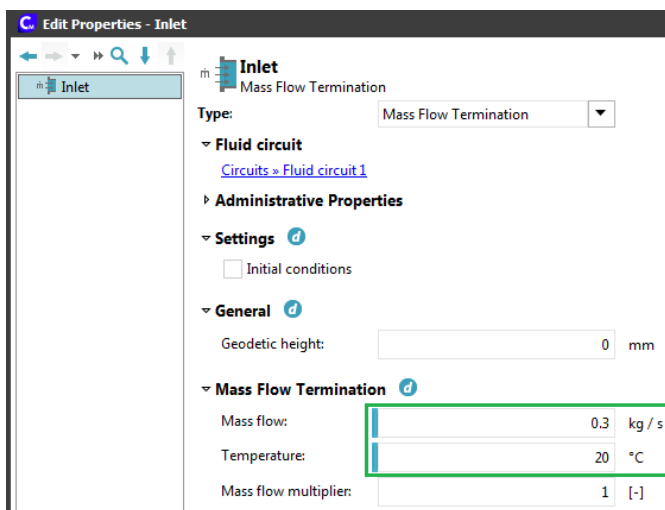 CM Edit Properties - Inlet
Inlet
ṁ Inlet
Mass Flow Termination
Type: Mass Flow Termination
Fluid circuit
Circuits » Fluid circuit 1
Administrative Properties
Settings d
Initial conditions
General d
Geodetic height: 0 mm
Mass Flow Termination d
Mass flow: 0.3 kg / s
Temperature: 20 °C
Mass flow multiplier: 1 [-]